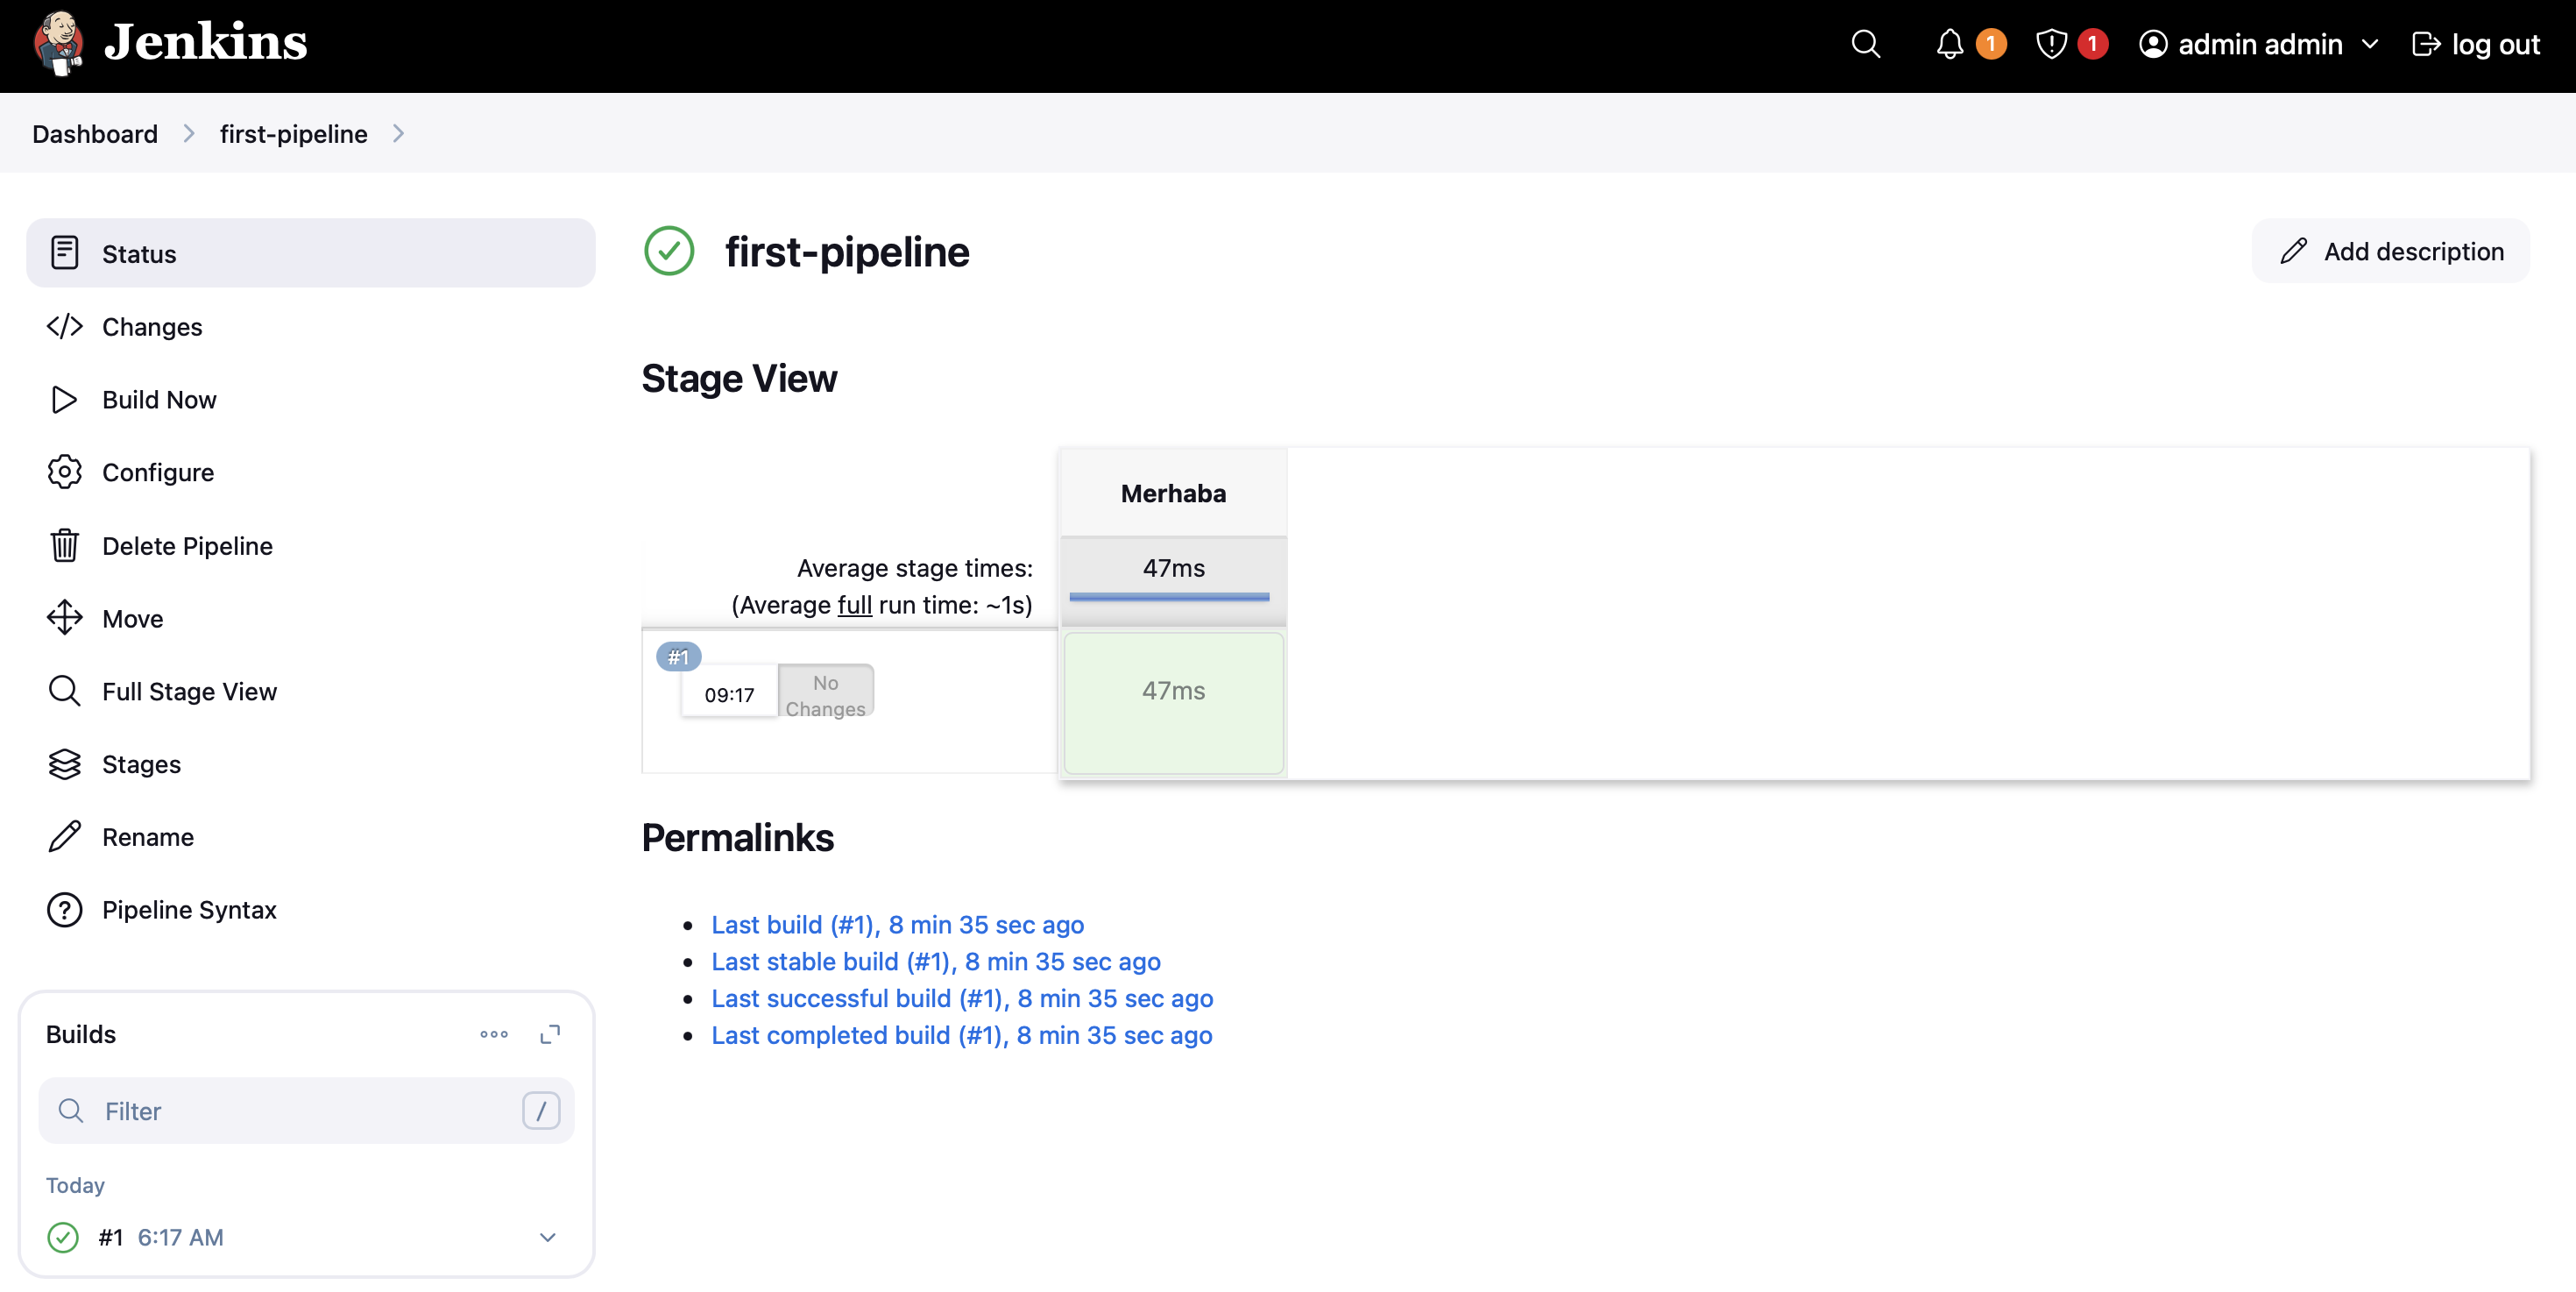 Jenkins
1
1
admin admin
log out
Dashboard
first-pipeline
Status
Changes
Build Now
Configure
Delete Pipeline
Move
Full Stage View
Stages
Rename
Pipeline Syntax
Builds
Filter
/
Today
#1 6:17 AM
first-pipeline
Add description
Stage View
Merhaba
Average stage times:
47ms
(Average full run time: ~1s)
#1
09:17
No
Changes
47ms
Permalinks
Last build (#1), 8 min 35 sec ago
Last stable build (#1), 8 min 35 sec ago
Last successful build (#1), 8 min 35 sec ago
Last completed build (#1), 8 min 35 sec ago